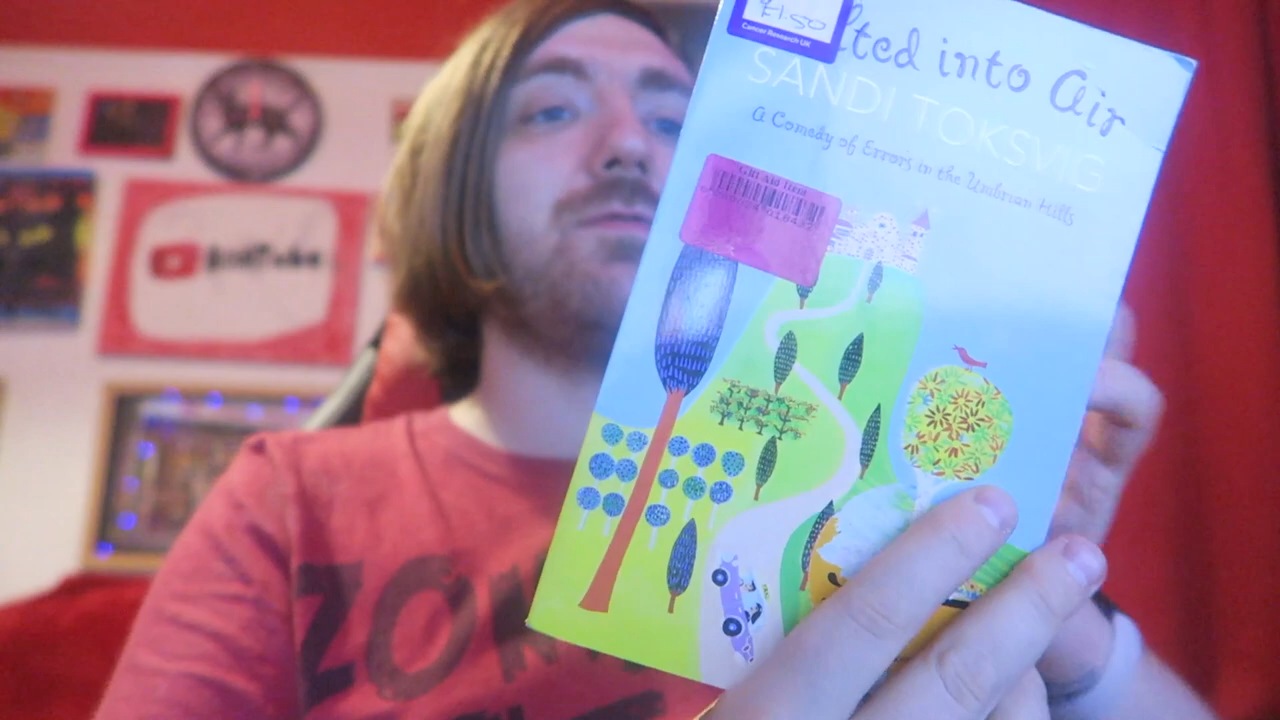 £1.50
Cancer Research UK
lted into Air
SANDI TOKSVIG
A Comedy of Errors in the Umbrian Hills
Gift Aid Item
ZOM